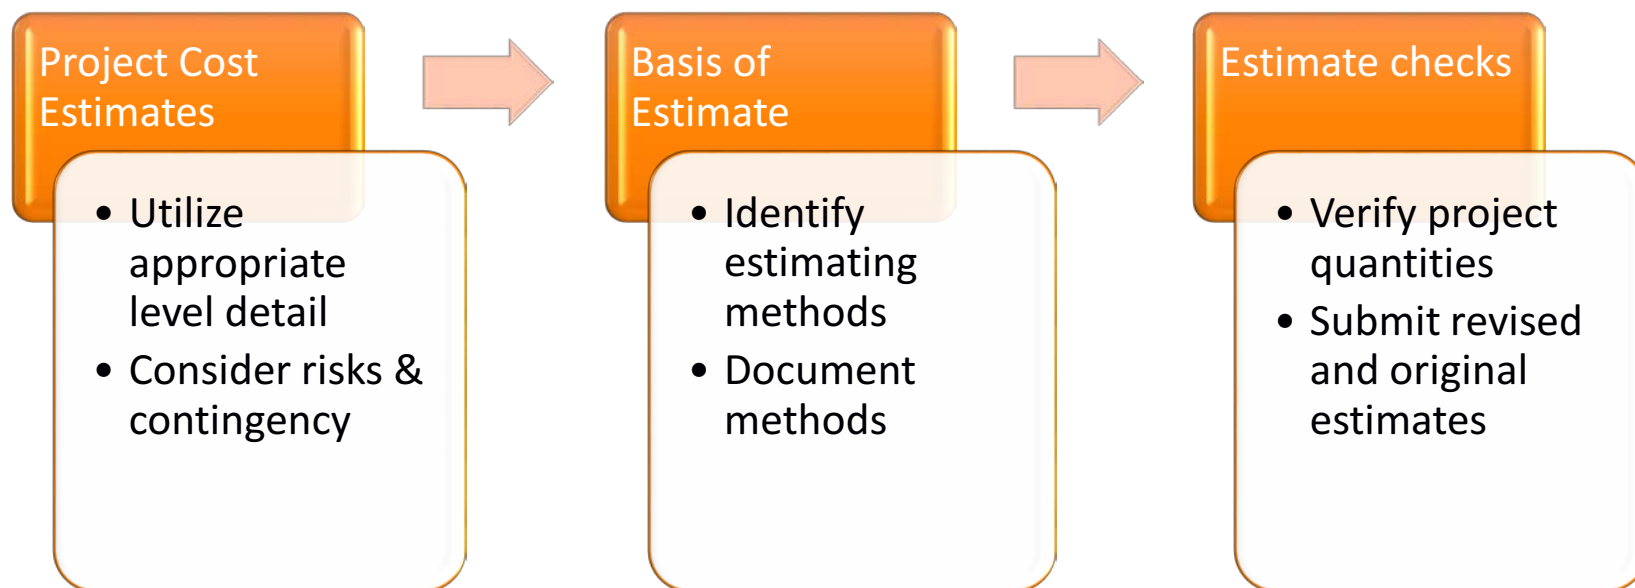 Project Cost
Estimates
• Utilize
appropriate
level detail
• Consider risks &
contingency
Basis of
Estimate
• Identify
estimating
methods
• Document
methods
Estimate checks
• Verify project
quantities
• Submit revised
and original
estimates